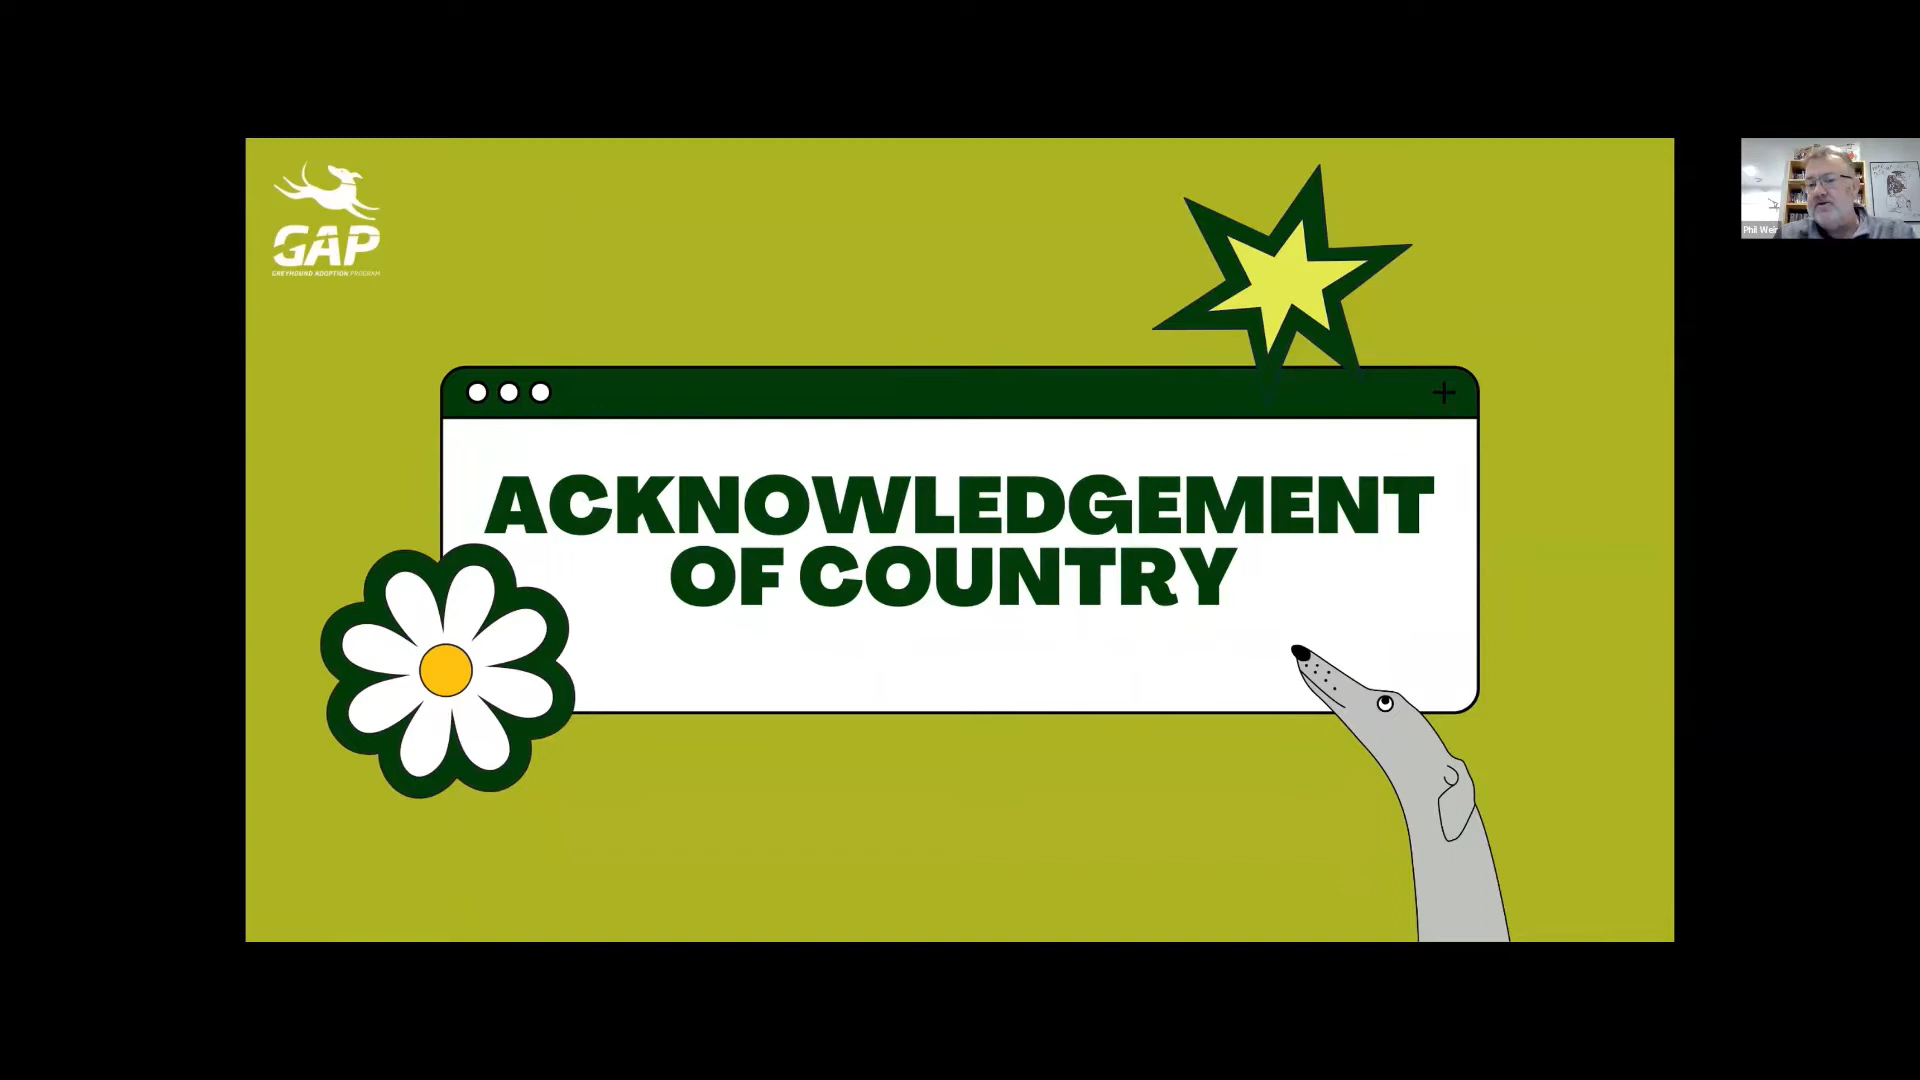 GAP
GREYHOUND ADOPTION PROGRAM
ACKNOWLEDGEMENT
OF COUNTRY
Phil Weir